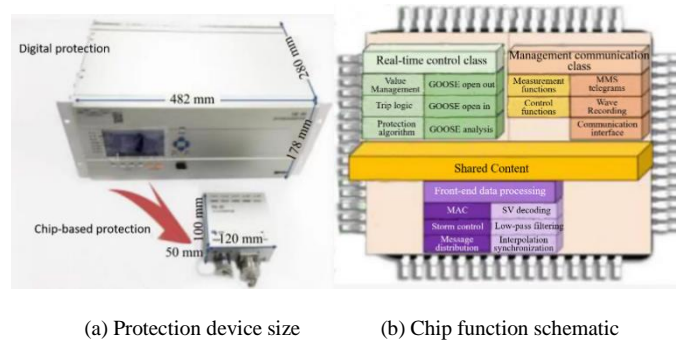 Digital protection
280 mm
482 mm
178 mm
Chip-based protection
100 mm
120 mm
50 mm
(a) Protection device size
Real-time control class
Value Management
GOOSE open out
Trip logic
GOOSE open in
Protection algorithm
GOOSE analysis
Management communication class
Measurement functions
MMS telegrams
Control functions
Wave Recording
Communication interface
Shared Content
Front-end data processing
MAC
SV decoding
Storm control
Low-pass filtering
Message distribution
Interpolation synchronization
(b) Chip function schematic